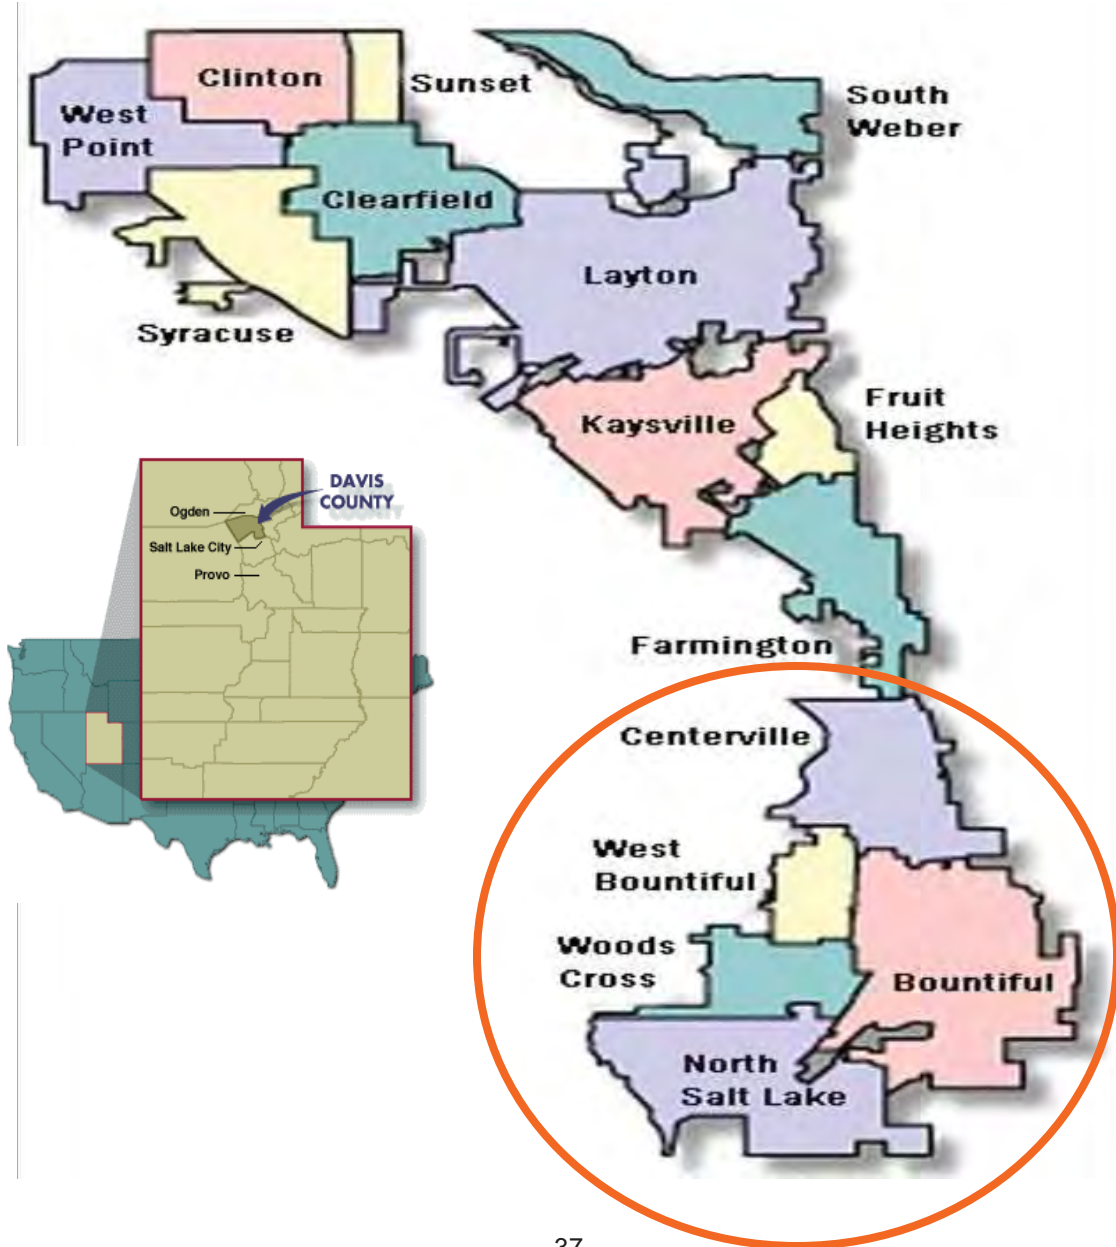 Clinton
Sunset
South
Weber
West
Point
Clearfield
Layton
Syracuse
Fruit
Heights
Kaysville
DAVIS
COUNTY
Ogden
Salt Lake City
Provo
Farmington
Centerville
West
Bountiful
Woods
Cross
Bountiful
North
Salt Lake
37